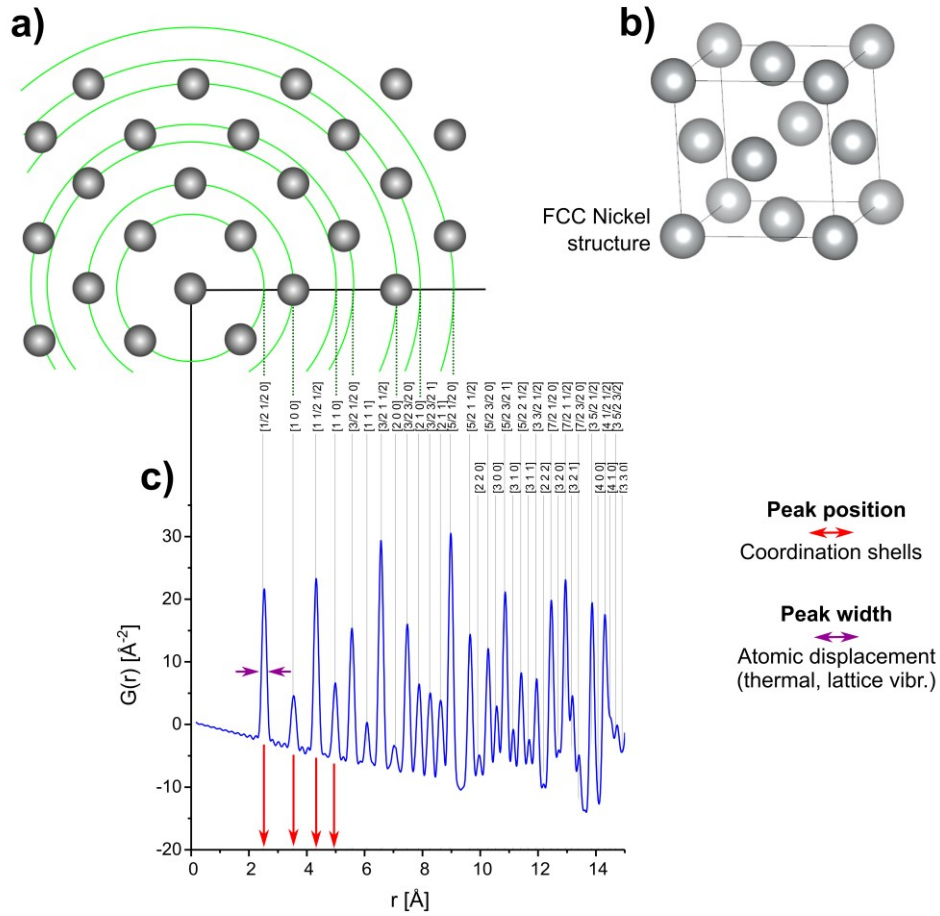 a)
b)
FCC Nickel
structure
[1/2 1/2 0]
[1 0 0]
[1 1/2 1/2]
[1 1 0]
[3/2 1/2 0]
[1 1 1]
[3/2 1 1/2]
[2 0 0]
[3/2 3/2 0]
[2 1 0]
[3/2 3/2 1]
[2 1 1]
[5/2 1/2 0]
[5/2 1 1/2]
[5/2 3/2 0]
[5/2 3/2 1]
[5/2 2 1/2]
[3 3/2 1/2]
[7/2 1/2 0]
[7/2 1 1/2]
[7/2 3/2 0]
[3 5/2 1/2]
[4 1/2 1/2]
[3 5/2 3/2]
[2 2 0]
[3 0 0]
[3 1 0]
[3 1 1]
[2 2 2]
[3 2 0]
[3 2 1]
[4 0 0]
[4 1 0]
[3 3 0]
c)
30
20
10
0
-10
-20
G(r) [Å-2]
0 2 4 6 8 10 12 14
r [Å]
Peak position
Coordination shells
Peak width
Atomic displacement
(thermal, lattice vibr.)